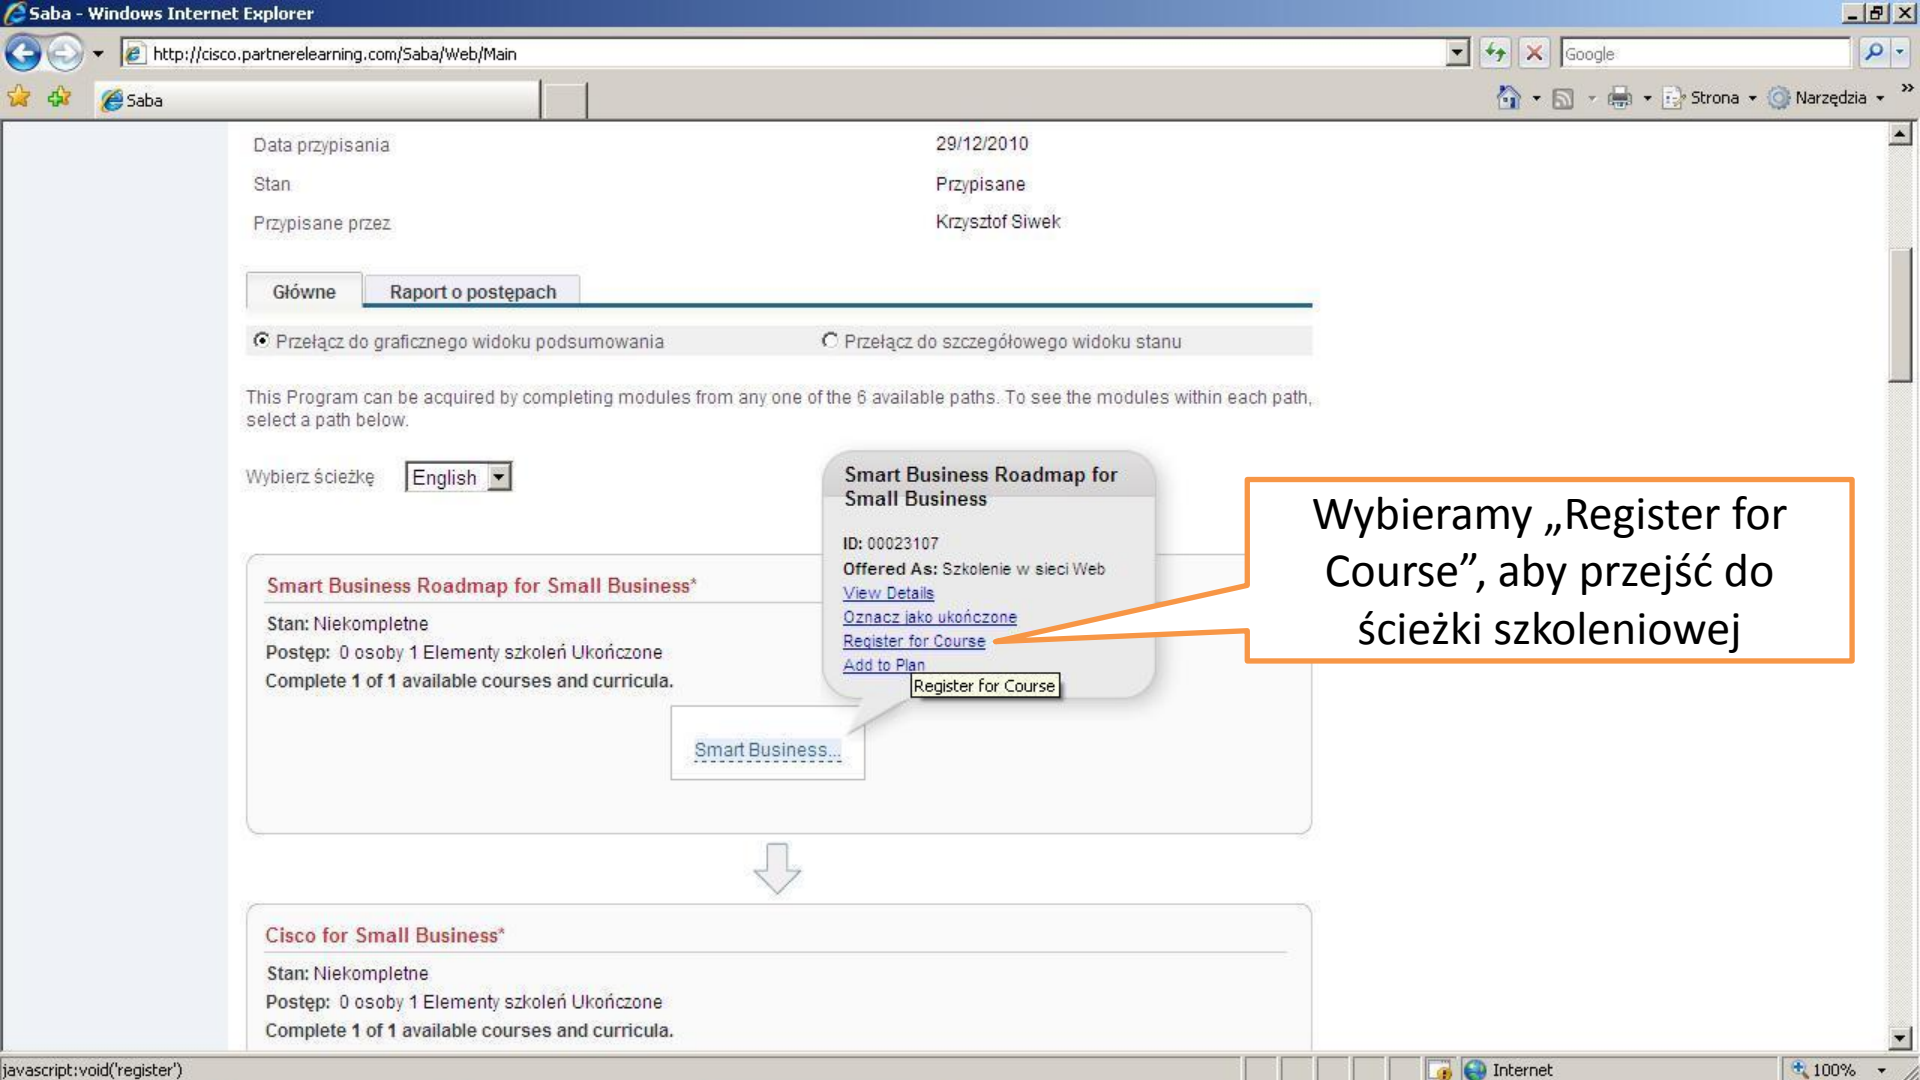 Saba - Windows Internet Explorer
http://cisco.partnerelearning.com/Saba/Web/Main
Google
Saba
Strona
Narzędzia
Data przypisania 29/12/2010
Stan Przypisane
Przypisane przez Krzysztof Siwek
Główne Raport o postępach
Przełącz do graficznego widoku podsumowania Przełącz do szczegółowego widoku stanu
This Program can be acquired by completing modules from any one of the 6 available paths. To see the modules within each path,
select a path below.
Wybierz ścieżkę English
Smart Business Roadmap for
Small Business
ID: 00023107
Offered As: Szkolenie w sieci Web
View Details
Oznacz jako ukończone
Register for Course
Add to Plan
Register for Course
Wybieramy „Register for
Course”, aby przejść do
ścieżki szkoleniowej
Smart Business Roadmap for Small Business*
Stan: Niekompletne
Postęp: 0 osoby 1 Elementy szkoleń Ukończone
Complete 1 of 1 available courses and curricula.
Smart Business...
Cisco for Small Business*
Stan: Niekompletne
Postęp: 0 osoby 1 Elementy szkoleń Ukończone
Complete 1 of 1 available courses and curricula.
javascript:void('register')
Internet
100%